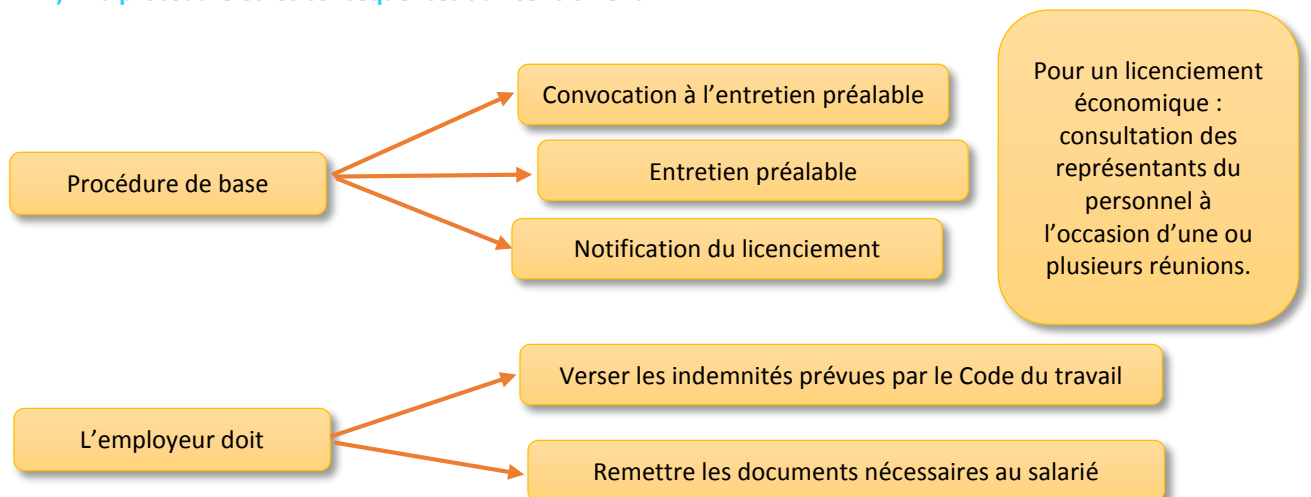 Procédure de base
Convocation à l’entretien préalable
Entretien préalable
Notification du licenciement
Pour un licenciement
économique :
consultation des
représentants du
personnel à
l’occasion d’une ou
plusieurs réunions.
L’employeur doit
Verser les indemnités prévues par le Code du travail
Remettre les documents nécessaires au salarié